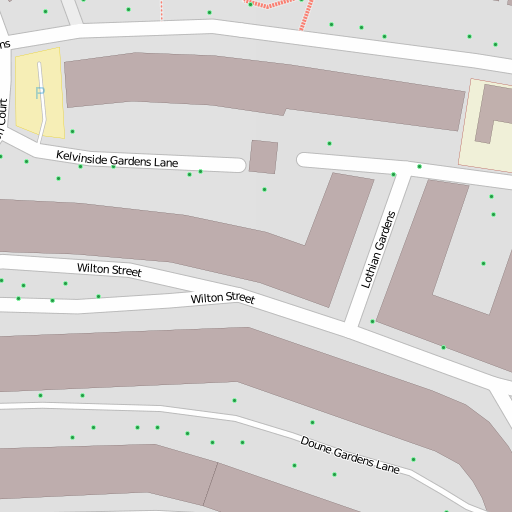 Kelvinside Gardens Lane
Lothian Gardens
Wilton Street
Wilton Street
Doune Gardens Lane
Court